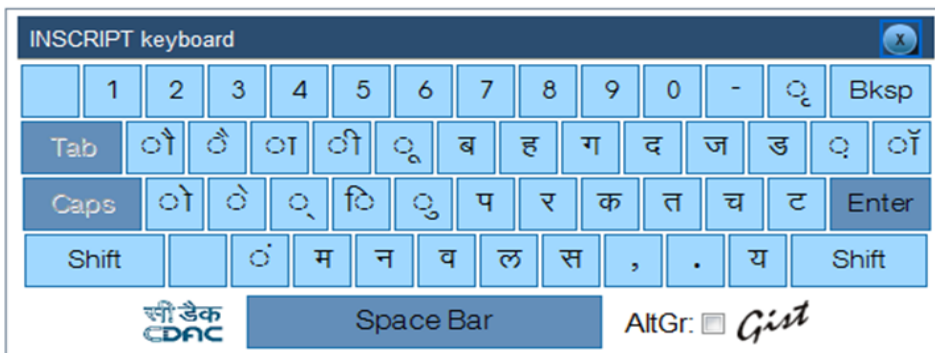 INSCRIPT keyboard X
1 2 3 4 5 6 7 8 9 0 - ृ Bksp
Tab ौ ै ा ी ू ब ह ग द ज ड ़ ॉ
Caps ो े ् ि ु प र क त च ट Enter
Shift ं म न व ल स , . य Shift
सी डैक
CDAC Space Bar AltGr: Gist